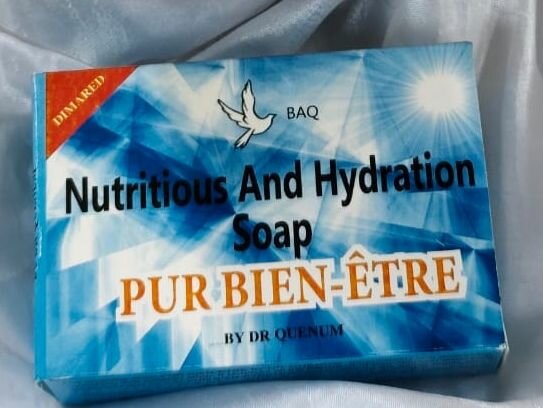 DIMARED
BAQ
Nutritious And Hydration
Soap
PUR BIEN-ÊTRE
BY DR QUENUM